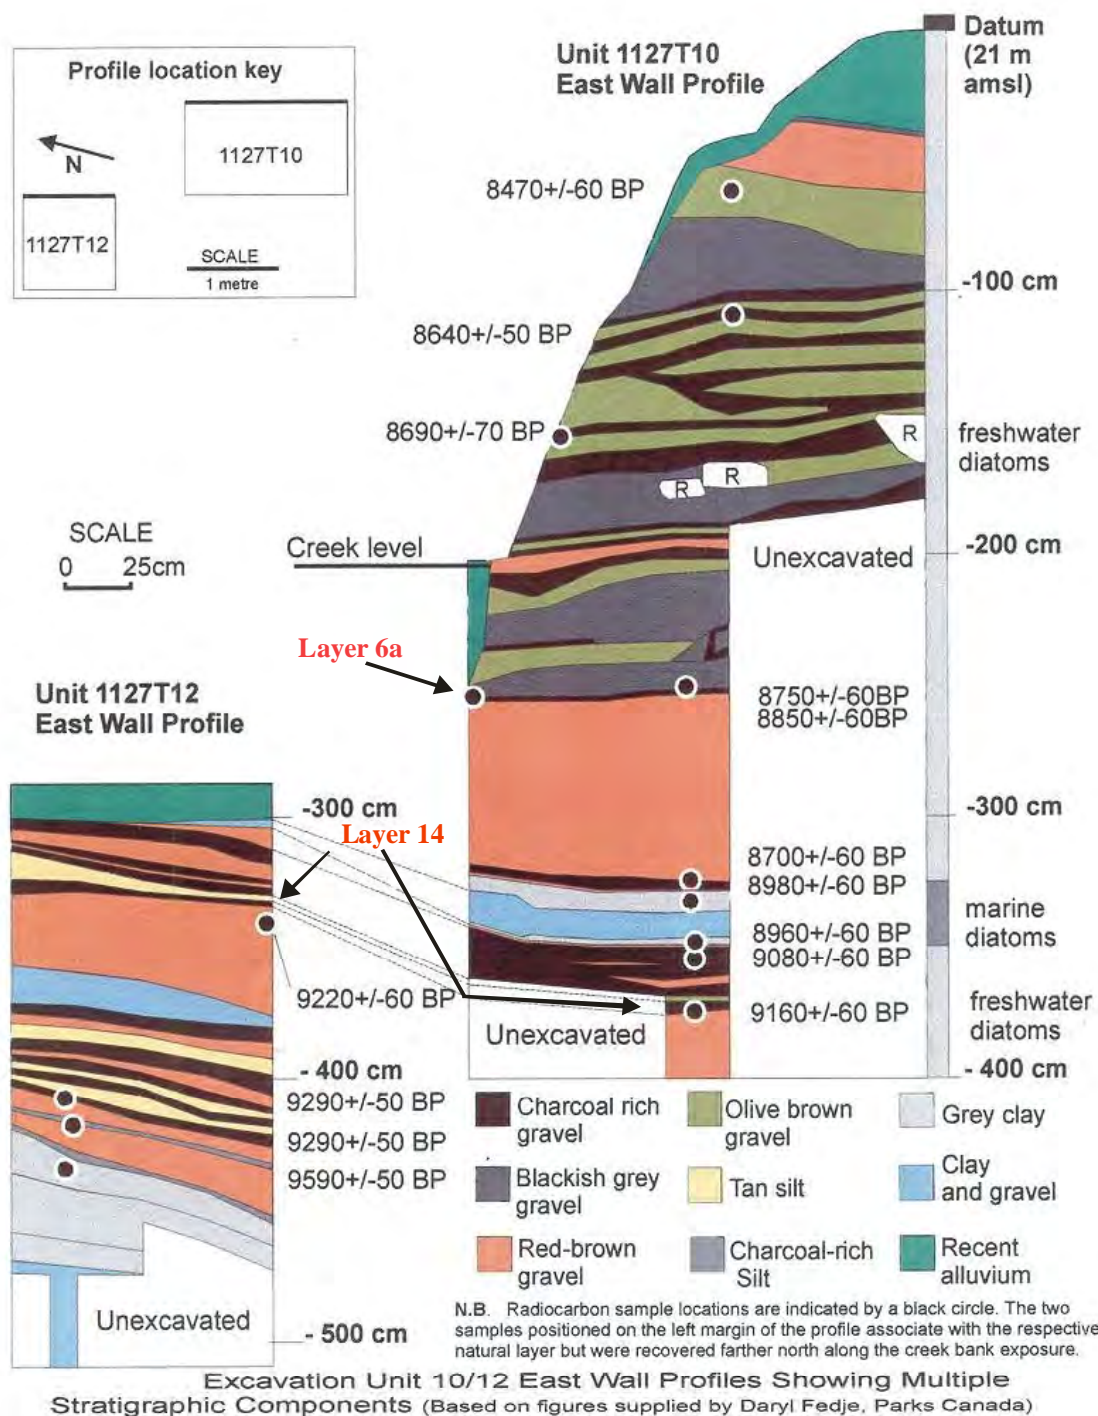 Profile location key
N
1127T10
1127T12
SCALE
1 metre
Unit 1127T10
East Wall Profile
Datum
(21 m
amsl)
8470+/-60 BP
-100 cm
8640+/-50 BP
8690+/-70 BP
R
R
R
freshwater
diatoms
SCALE
0 25cm
Creek level
-200 cm
Unexcavated
Layer 6a
Unit 1127T12
East Wall Profile
8750+/-60BP
8850+/-60BP
-300 cm
-300 cm
Layer 14
8700+/-60 BP
8980+/-60 BP
8960+/-60 BP
9080+/-60 BP
marine
diatoms
9220+/-60 BP
9160+/-60 BP
freshwater
diatoms
Unexcavated
- 400 cm
- 400 cm
9290+/-50 BP
9290+/-50 BP
9590+/-50 BP
Unexcavated
- 500 cm
Charcoal rich
gravel
Olive brown
gravel
Grey clay
Blackish grey
gravel
Tan silt
Clay
and gravel
Red-brown
gravel
Charcoal-rich
Silt
Recent
alluvium
N.B. Radiocarbon sample locations are indicated by a black circle. The two
samples positioned on the left margin of the profile associate with the respective
natural layer but were recovered farther north along the creek bank exposure.
Excavation Unit 10/12 East Wall Profiles Showing Multiple
Stratigraphic Components (Based on figures supplied by Daryl Fedje, Parks Canada)